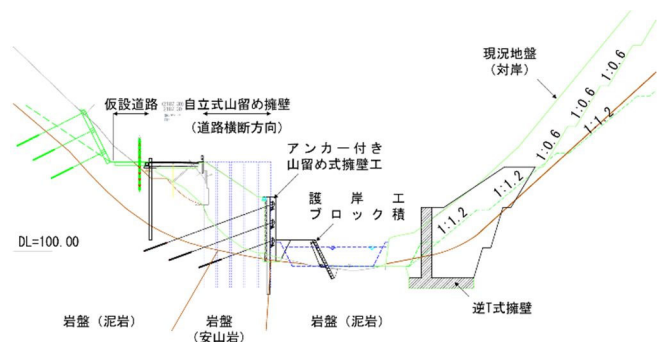 現況地盤
(対岸)
1:0.6
1:0.6
1:0.6
1:1.2
1:0.6
1:1.2
1:1.2
仮設道路
自立式山留め擁壁
(道路横断方向)
アンカー付き
山留め式擁壁工
護岸工
ブロック積
DL=100.00
逆T式擁壁
岩盤(泥岩)
岩盤
(安山岩)
岩盤(泥岩)